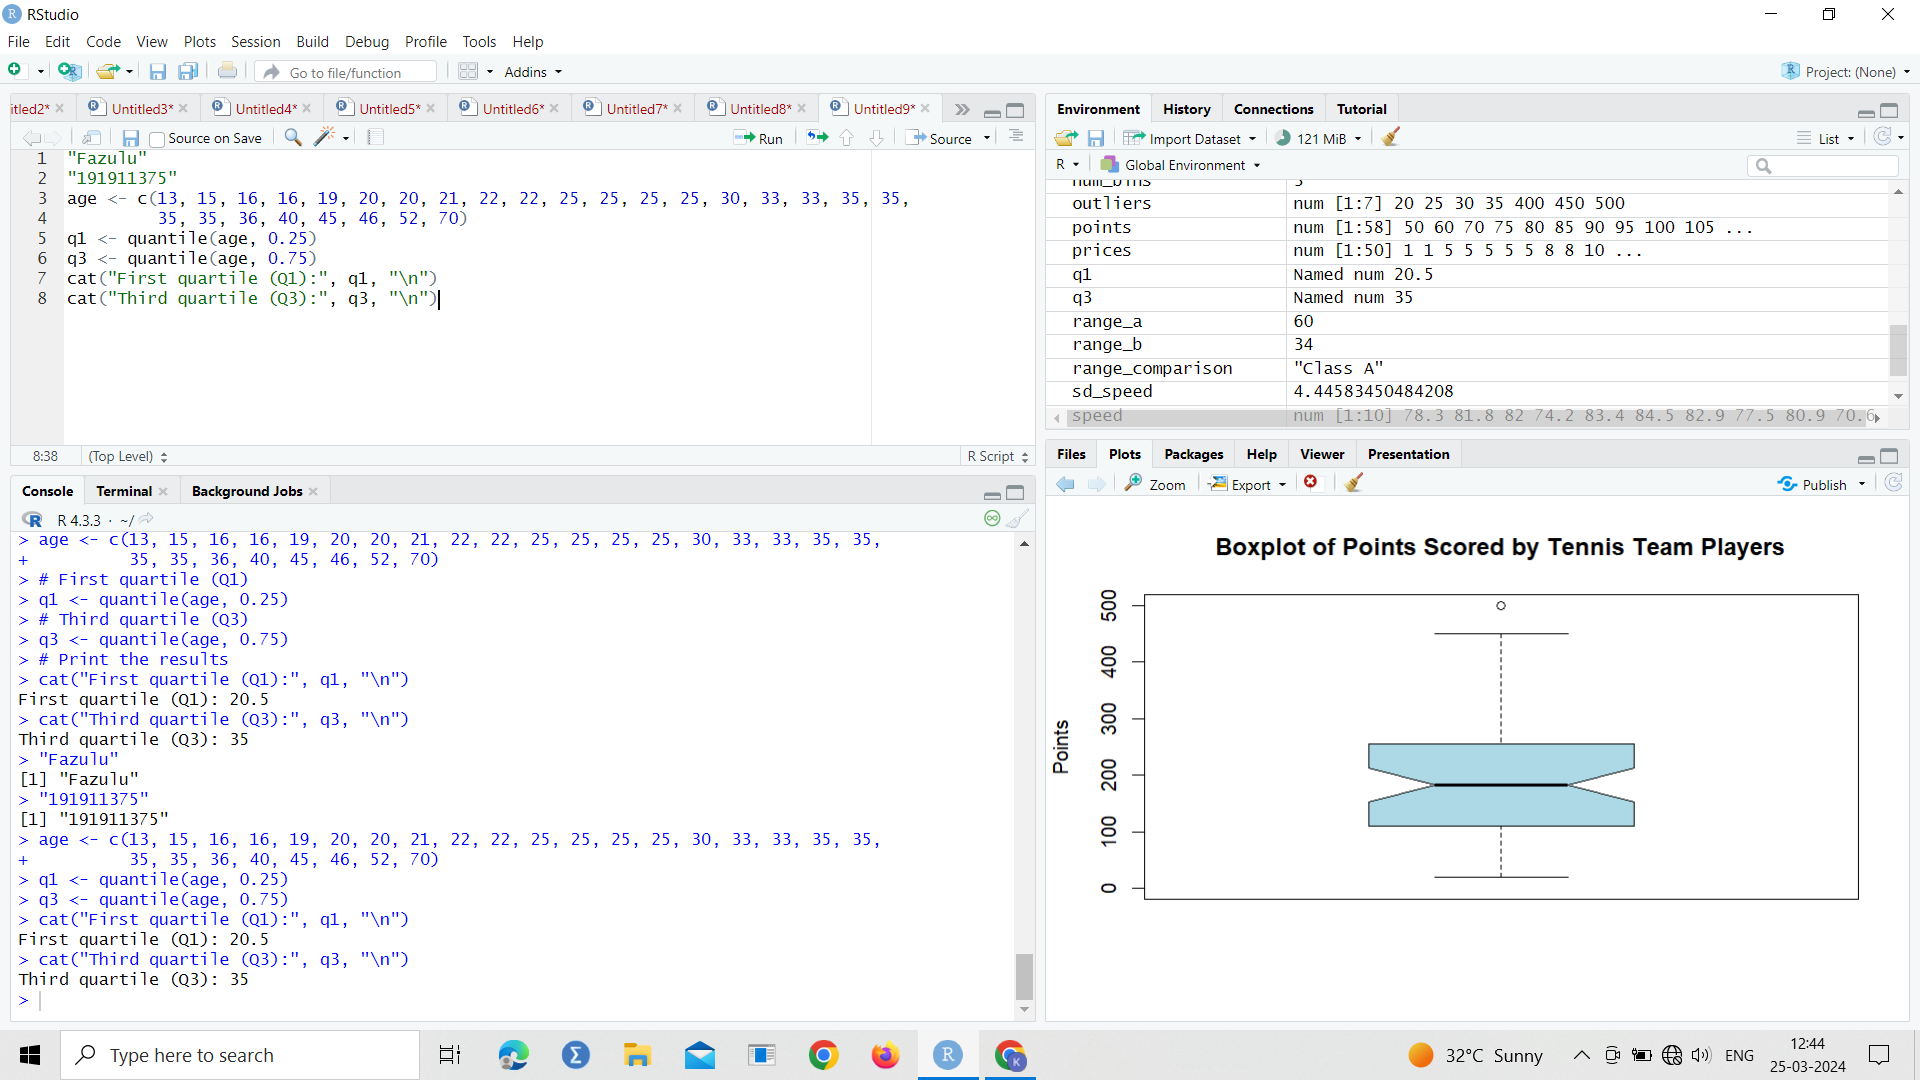 RStudio
File Edit Code View Plots Session Build Debug Profile Tools Help
Go to file/function Addins Project: (None)
itled2* Untitled3* Untitled4* Untitled5* Untitled6* Untitled7* Untitled8* Untitled9*
Source on Save Run Source
1 "Fazulu"
2 "191911375"
3 age <- c(13, 15, 16, 16, 19, 20, 20, 21, 22, 22, 25, 25, 25, 25, 30, 33, 33, 35, 35,
4 35, 35, 36, 40, 45, 46, 52, 70)
5 q1 <- quantile(age, 0.25)
6 q3 <- quantile(age, 0.75)
7 cat("First quartile (Q1):", q1, "\n")
8 cat("Third quartile (Q3):", q3, "\n")
8:38 (Top Level) R Script
Console Terminal Background Jobs
R 4.3.3 · ~/
> age <- c(13, 15, 16, 16, 19, 20, 20, 21, 22, 22, 25, 25, 25, 25, 30, 33, 33, 35, 35,
+ 35, 35, 36, 40, 45, 46, 52, 70)
> # First quartile (Q1)
> q1 <- quantile(age, 0.25)
> # Third quartile (Q3)
> q3 <- quantile(age, 0.75)
> # Print the results
> cat("First quartile (Q1):", q1, "\n")
First quartile (Q1): 20.5
> cat("Third quartile (Q3):", q3, "\n")
Third quartile (Q3): 35
> "Fazulu"
[1] "Fazulu"
> "191911375"
[1] "191911375"
> age <- c(13, 15, 16, 16, 19, 20, 20, 21, 22, 22, 25, 25, 25, 25, 30, 33, 33, 35, 35,
+ 35, 35, 36, 40, 45, 46, 52, 70)
> q1 <- quantile(age, 0.25)
> q3 <- quantile(age, 0.75)
> cat("First quartile (Q1):", q1, "\n")
First quartile (Q1): 20.5
> cat("Third quartile (Q3):", q3, "\n")
Third quartile (Q3): 35
>
Environment History Connections Tutorial
Import Dataset 121 MiB List
R Global Environment
num_bins 5
outliers num [1:7] 20 25 30 35 400 450 500
points num [1:58] 50 60 70 75 80 85 90 95 100 105 ...
prices num [1:50] 1 1 5 5 5 5 5 8 8 10 ...
q1 Named num 20.5
q3 Named num 35
range_a 60
range_b 34
range_comparison "Class A"
sd_speed 4.44583450484208
speed num [1:10] 78.3 81.8 82 74.2 83.4 84.5 82.9 77.5 80.9 70.6
Files Plots Packages Help Viewer Presentation
Zoom Export Publish
Boxplot of Points Scored by Tennis Team Players
Points
500
400
300
200
100
0
Type here to search 32°C Sunny ENG 12:44
25-03-2024